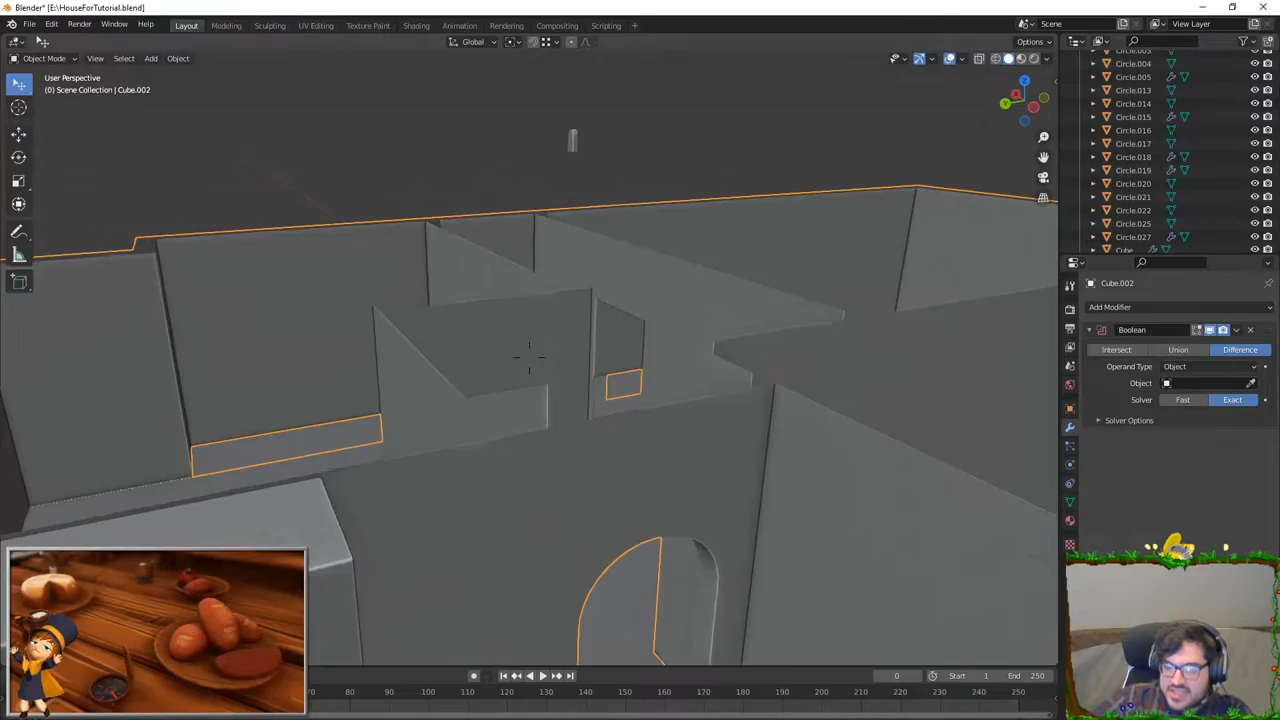 Blender* [E:\HouseForTutorial.blend]
File Edit Render Window Help Layout Modeling Sculpting UV Editing Texture Paint Shading Animation Rendering Compositing Scripting + Scene View Layer
Global Options
Object Mode View Select Add Object
User Perspective
(0) Scene Collection | Cube.002
Circle.003
Circle.004
Circle.005
Circle.013
Circle.014
Circle.015
Circle.016
Circle.017
Circle.018
Circle.019
Circle.020
Circle.021
Circle.022
Circle.025
Circle.027
Cube
X Y Z
Cube.002
Add Modifier
Boolean
Intersect Union Difference
Operand Type Object
Object
Solver Fast Exact
Solver Options
0 Start 1 End 250
70 80 90 100 110 120 130 140 150 160 170 180 190 200 210 220 230 240 250